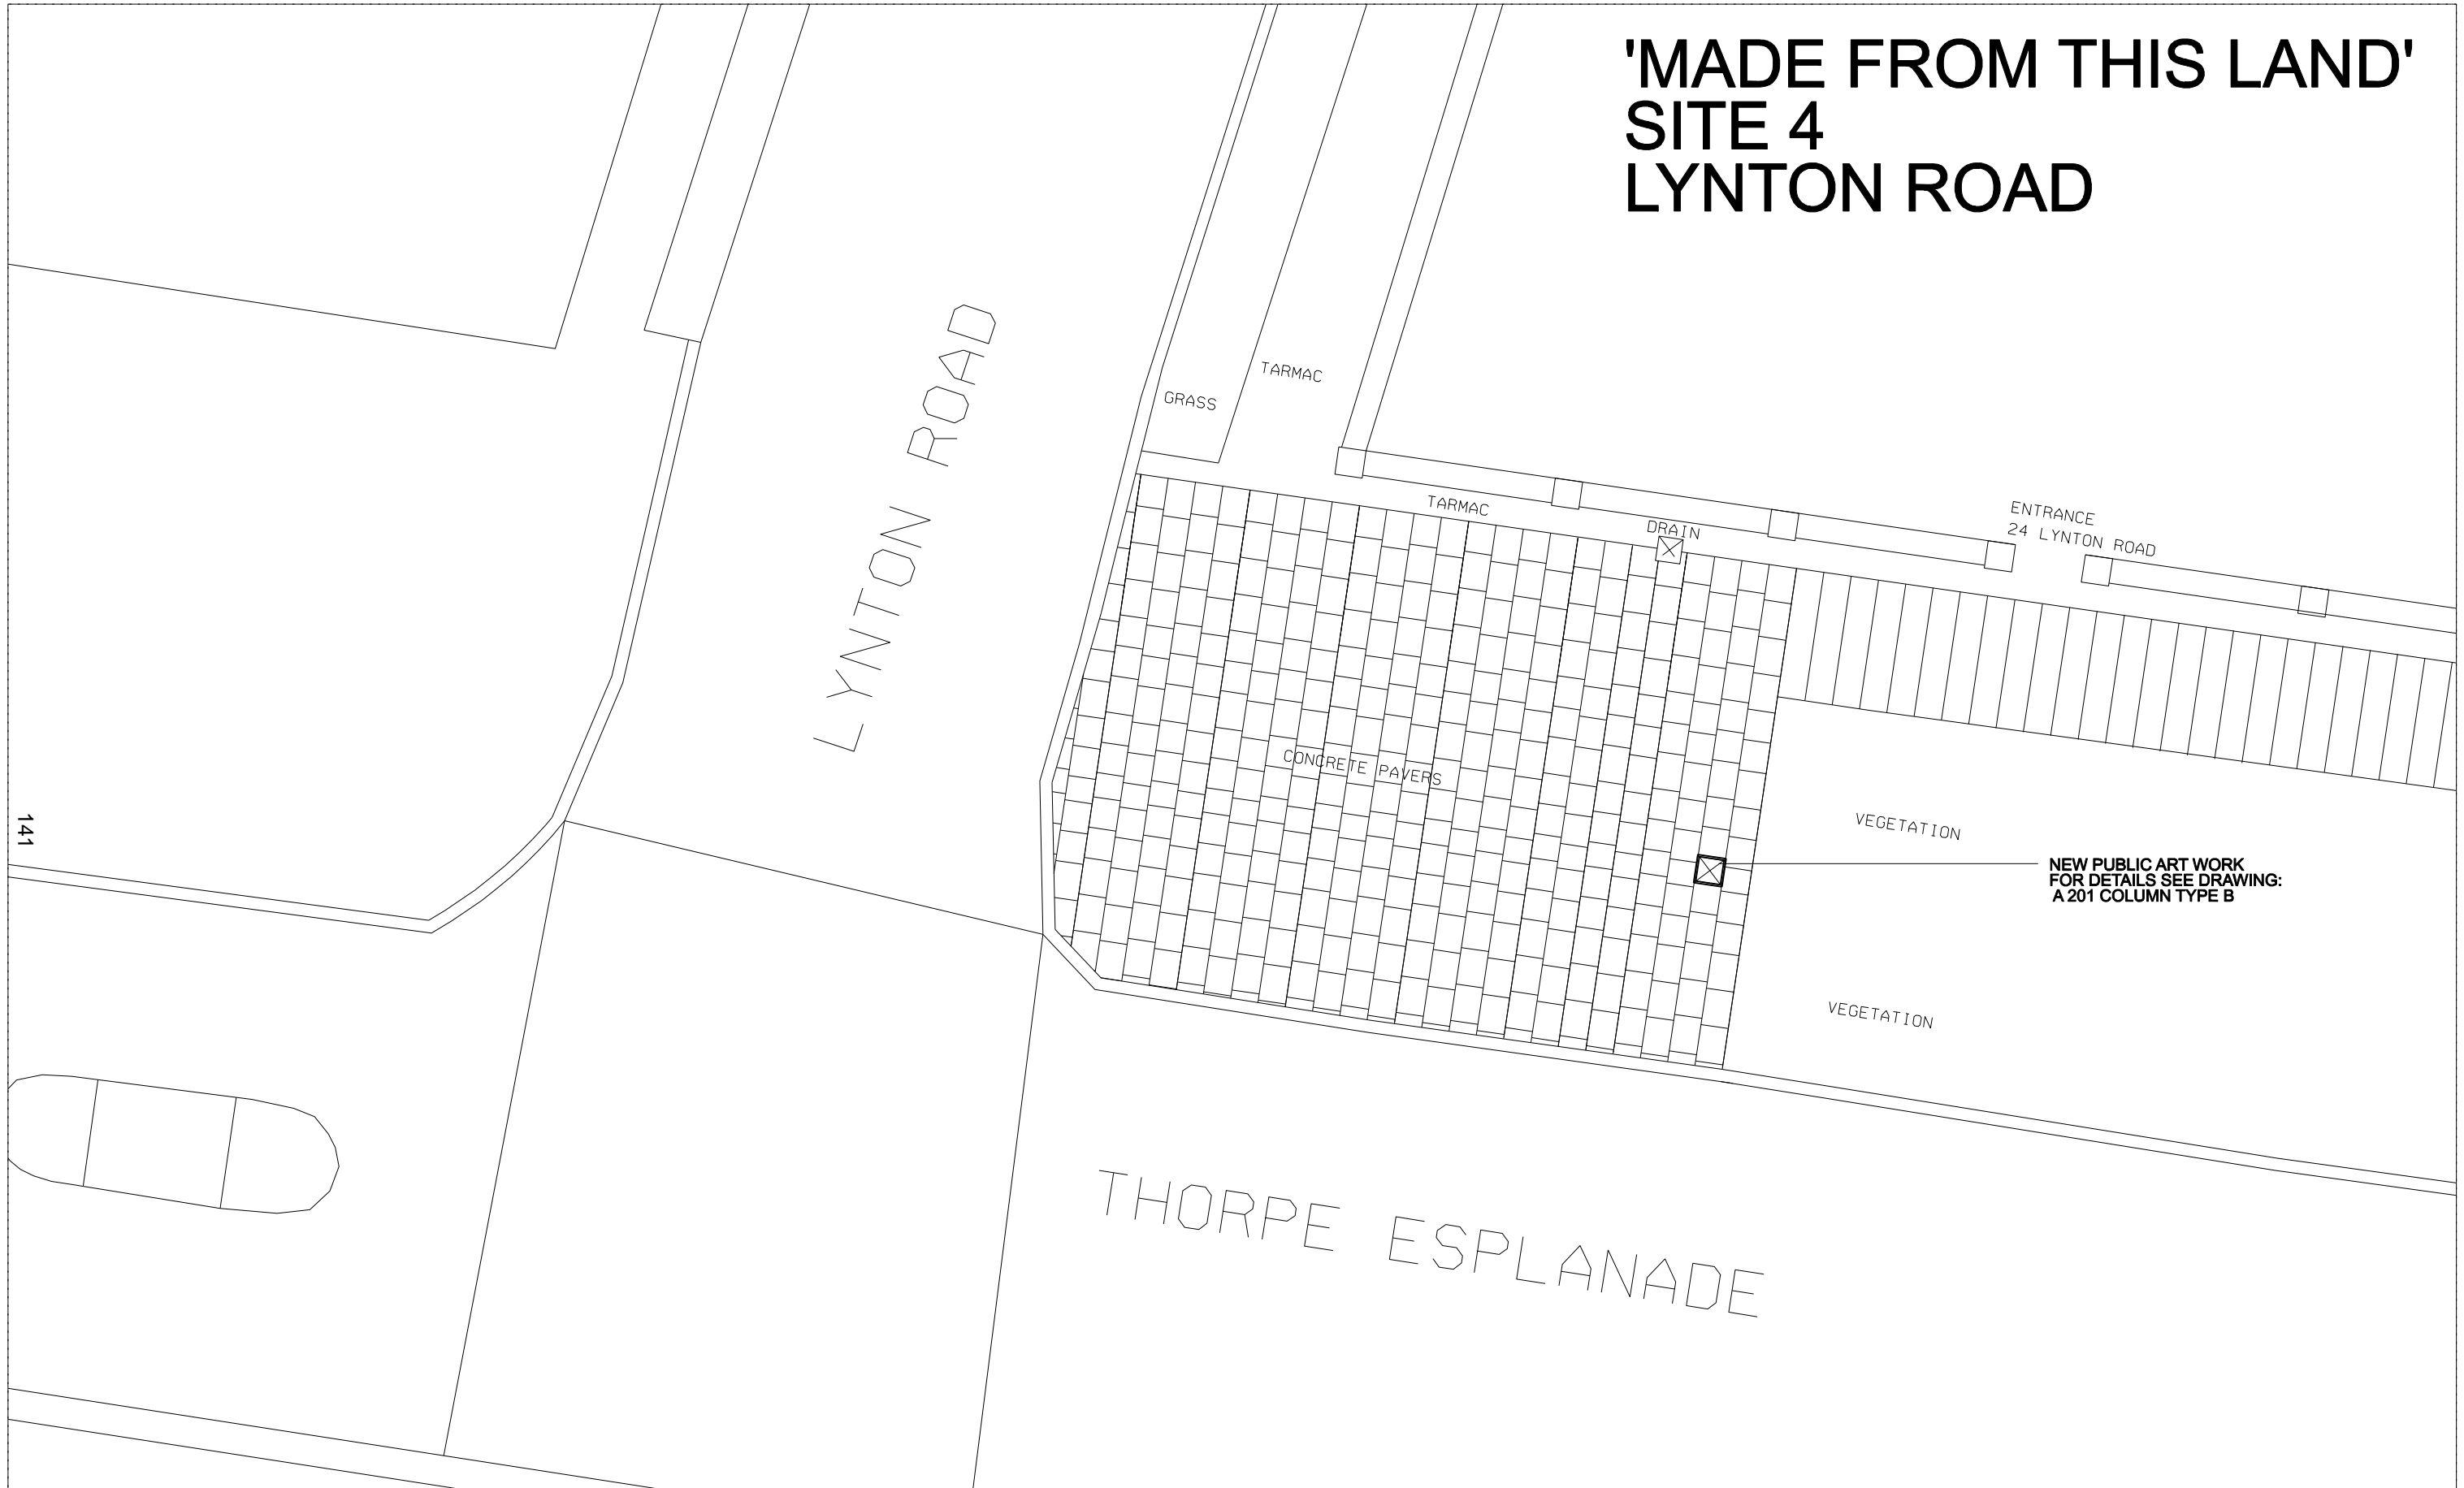 'MADE FROM THIS LAND'
SITE 4
LYNTON ROAD
LYNTON ROAD
TARMAC
GRASS
TARMAC
DRAIN
ENTRANCE
24 LYNTON ROAD
CONCRETE PAVERS
VEGETATION
NEW PUBLIC ART WORK
FOR DETAILS SEE DRAWING:
A 201 COLUMN TYPE B
VEGETATION
THORPE ESPLANADE
141